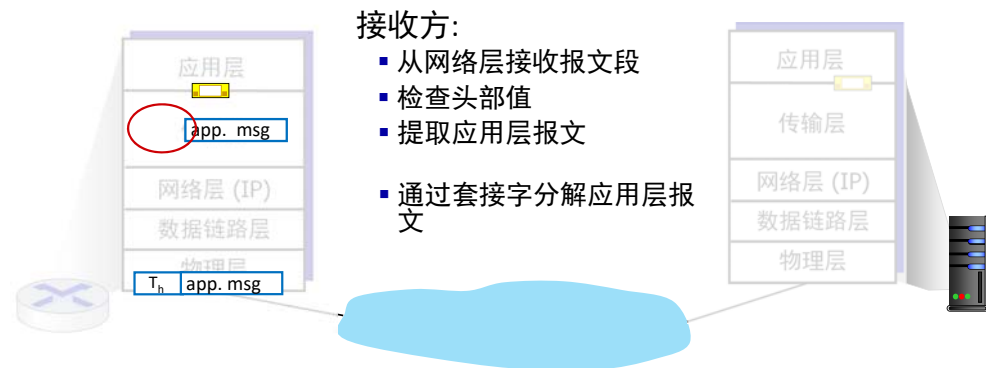 接收方:
▪ 从网络层接收报文段
▪ 检查头部值
▪ 提取应用层报文
▪ 通过套接字分解应用层报
文
应用层
app. msg
网络层 (IP)
数据链路层
物理层
Th app. msg
应用层
传输层
网络层 (IP)
数据链路层
物理层